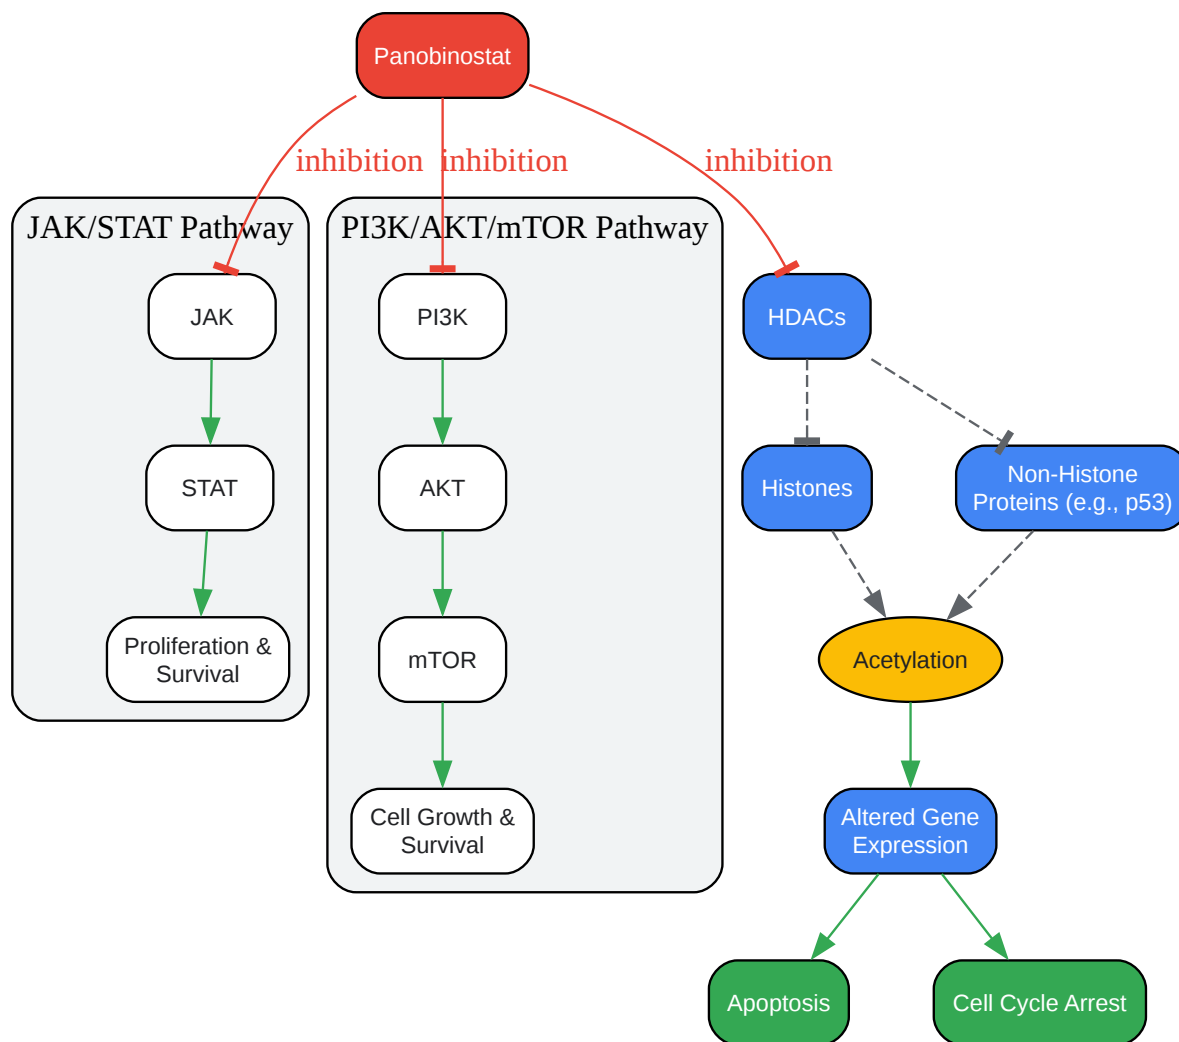 Panobinostat
inhibition
inhibition
inhibition
JAK/STAT Pathway
PI3K/AKT/mTOR Pathway
JAK
PI3K
HDACs
STAT
AKT
Histones
Non-Histone
Proteins (e.g., p53)
Proliferation &
Survival
mTOR
Acetylation
Cell Growth &
Survival
Altered Gene
Expression
Apoptosis
Cell Cycle Arrest